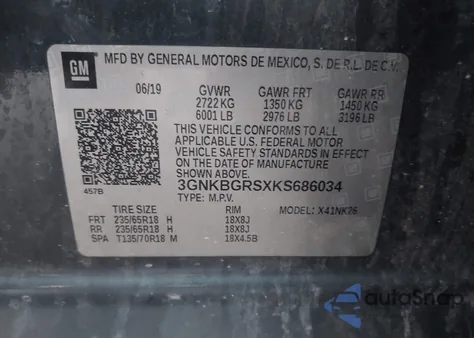 GM
MFD BY GENERAL MOTORS DE MEXICO, S. DE R.L. DE C.V.
06/19 GVWR GAWR FRT GAWR RR
2722 KG 1350 KG 1450 KG
6001 LB 2976 LB 3196 LB
THIS VEHICLE CONFORMS TO ALL
APPLICABLE U.S. FEDERAL MOTOR
VEHICLE SAFETY STANDARDS IN EFFECT ON
THE DATE OF MANUFACTURE SHOWN ABOVE.
457B 3GNKBGRSXKS686034
TYPE: M.P.V.
TIRE SIZE RIM MODEL: X41NK26
FRT 235/65R18 H 18X8J
RR 235/65R18 H 18X8J
SPA T135/70R18 M 18X4.5B
autoSnap